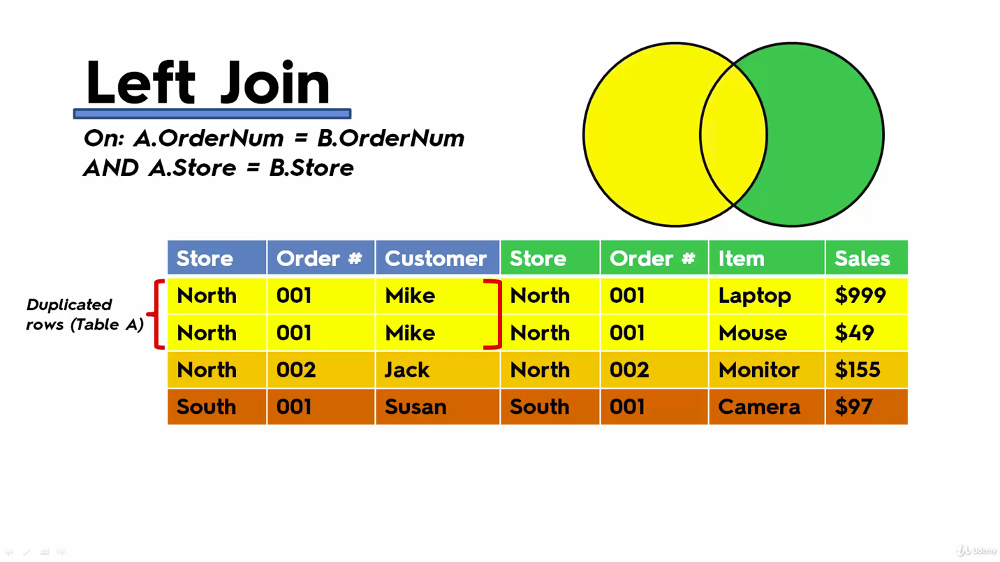 Left Join
On: A.OrderNum = B.OrderNum
AND A.Store = B.Store
Store Order # Customer Store Order # Item Sales
Duplicated
rows (Table A)
North 001 Mike North 001 Laptop $999
North 001 Mike North 001 Mouse $49
North 002 Jack North 002 Monitor $155
South 001 Susan South 001 Camera $97
Udemy